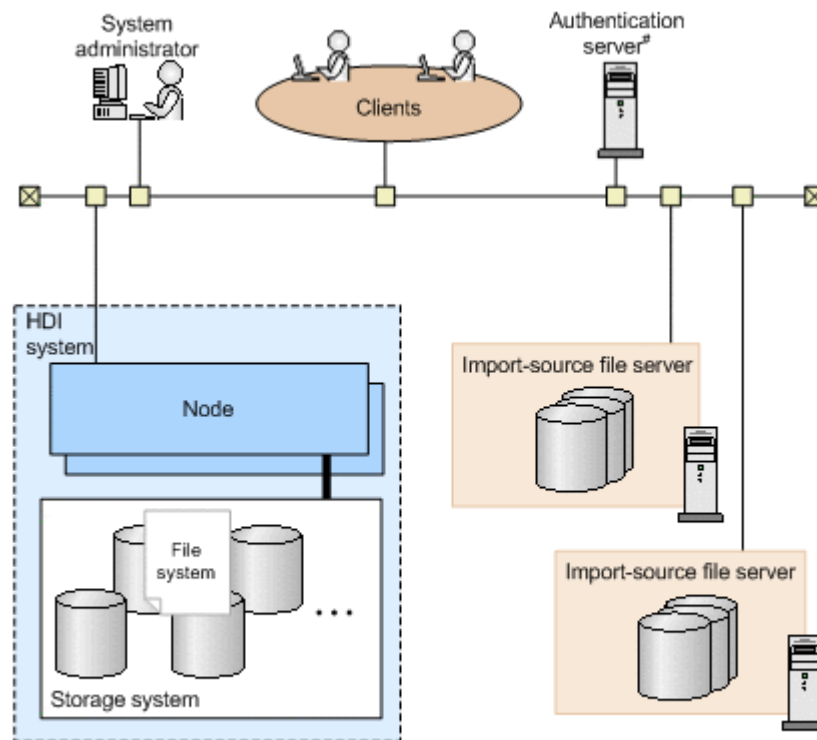 System
administrator
Authentication
server#
Clients
HDI
system
Node
Import-source file server
File
system
Import-source file server
...
Storage system